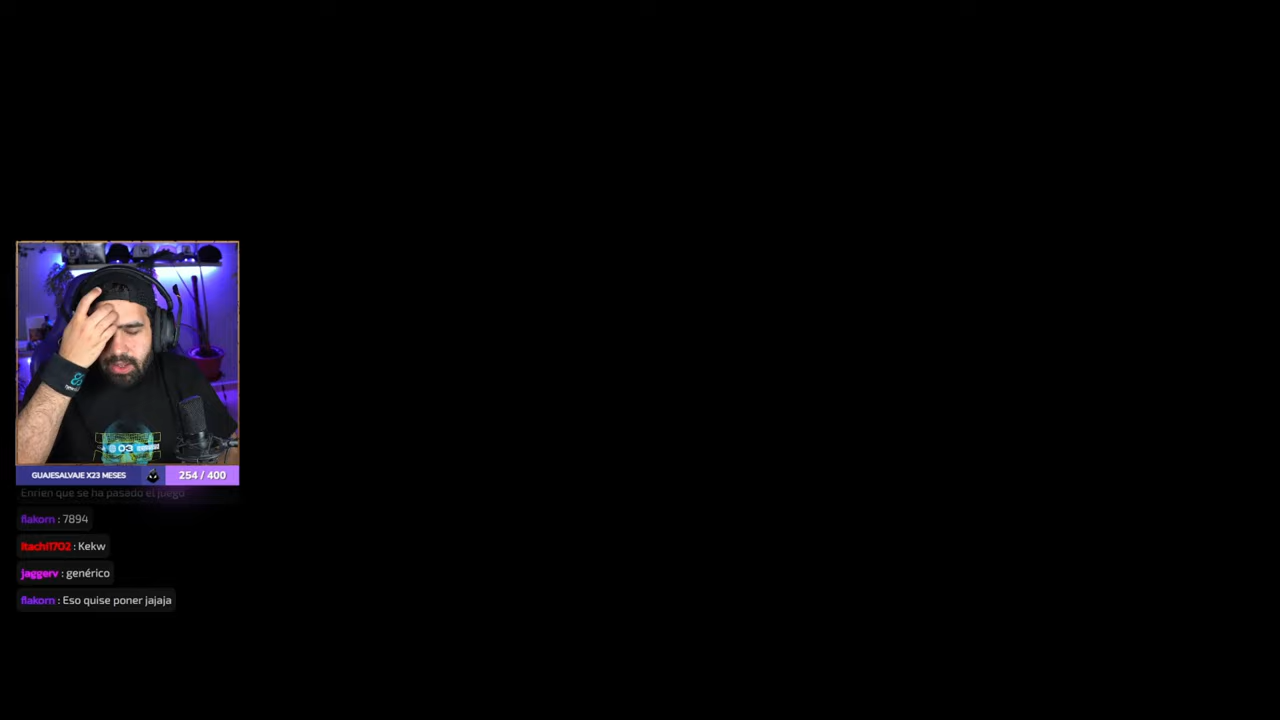 03
GUAJESALVAJE X23 MESES
254 / 400
Enrien que se ha pasado el juego
flakorn : 7894
Itachi1702 : Kekw
jaggerv : genérico
flakorn : Eso quise poner jajaja